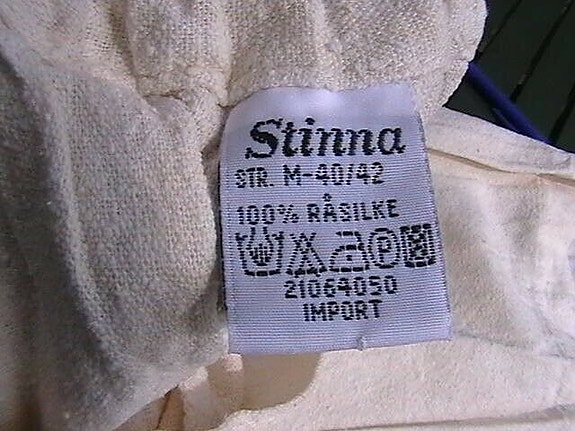 Stinna
STR. M-40/42
100% RÅSILKE
P
21064050
IMPORT